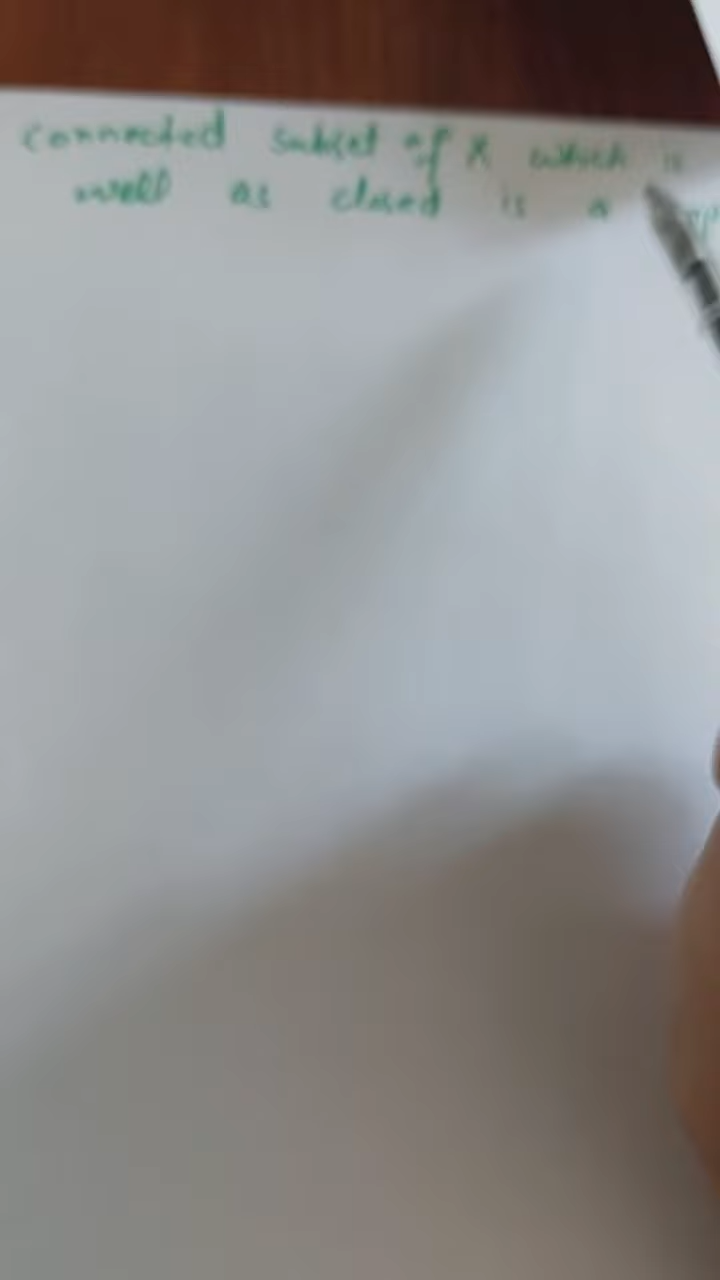 connected subset of X which is
well as closed is a